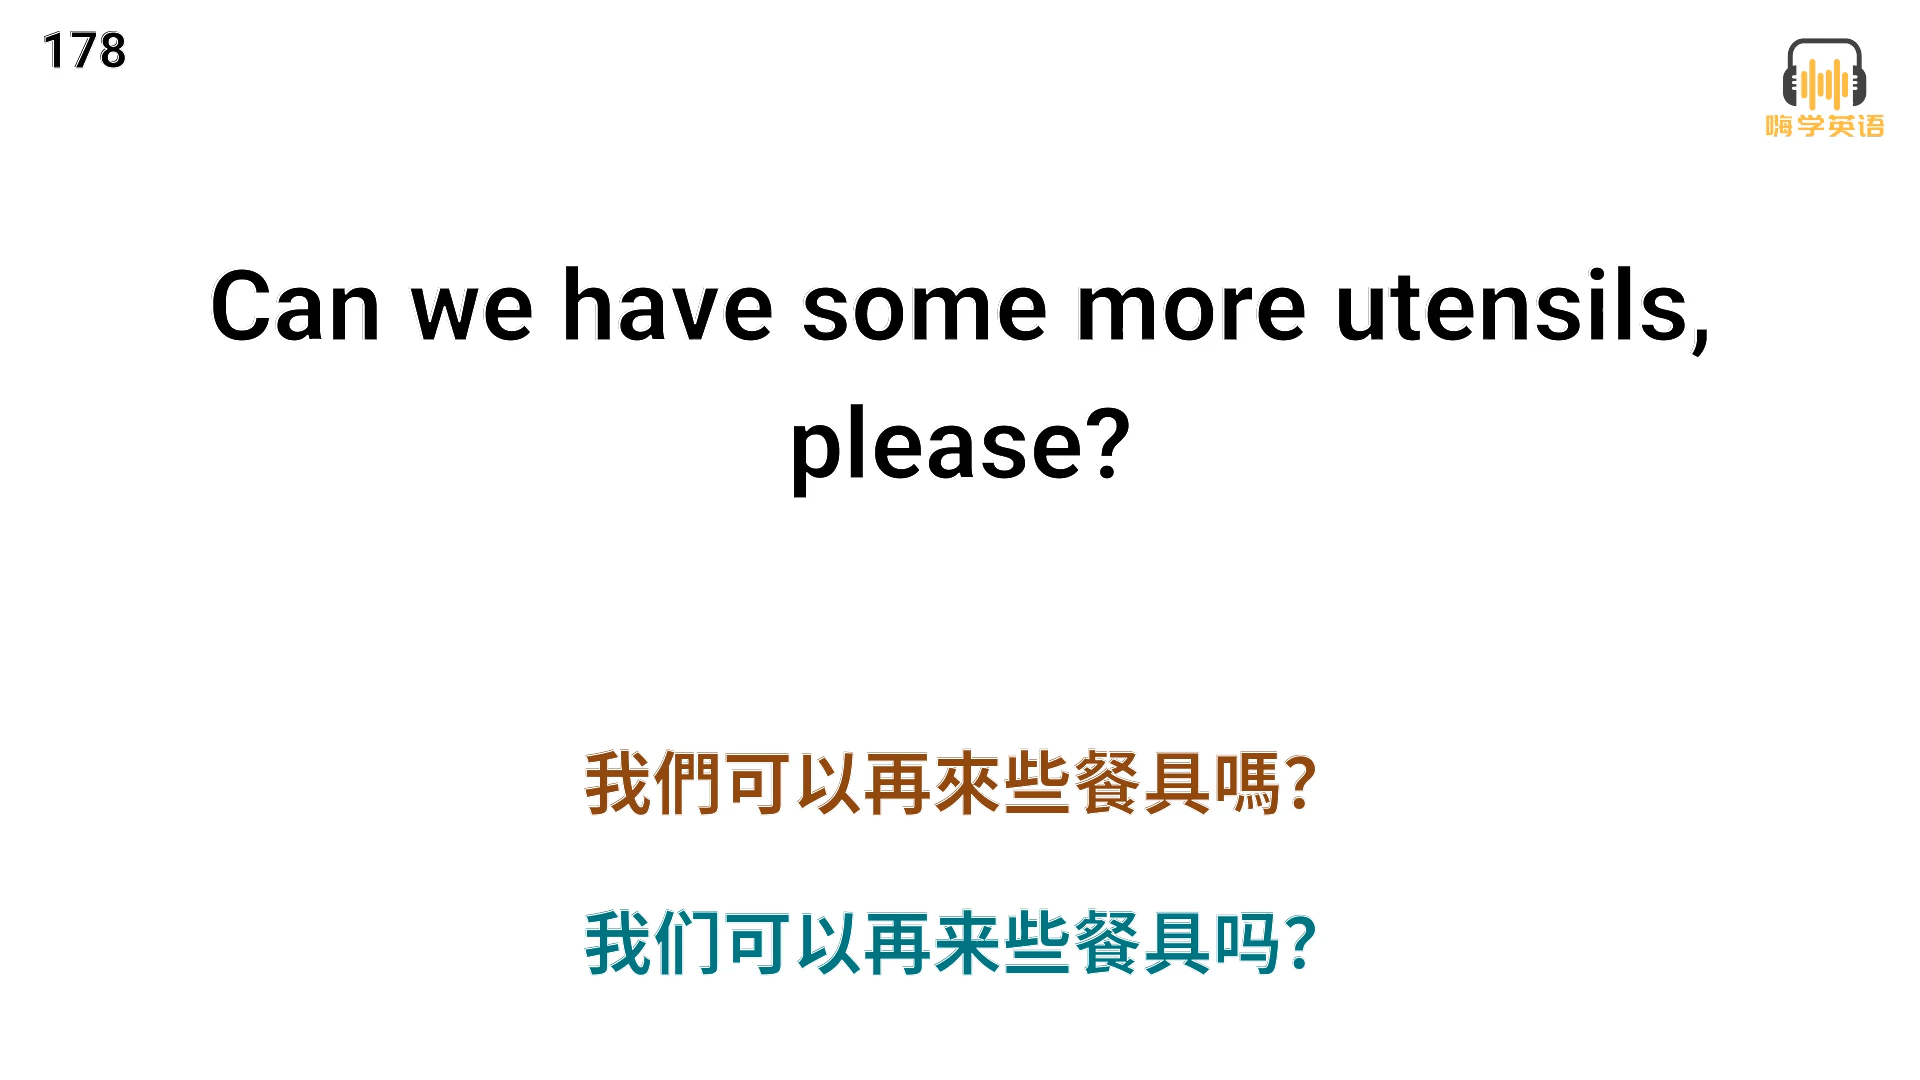 178
嗨学英语
Can we have some more utensils,
please?
我們可以再來些餐具嗎?
我们可以再来些餐具吗?